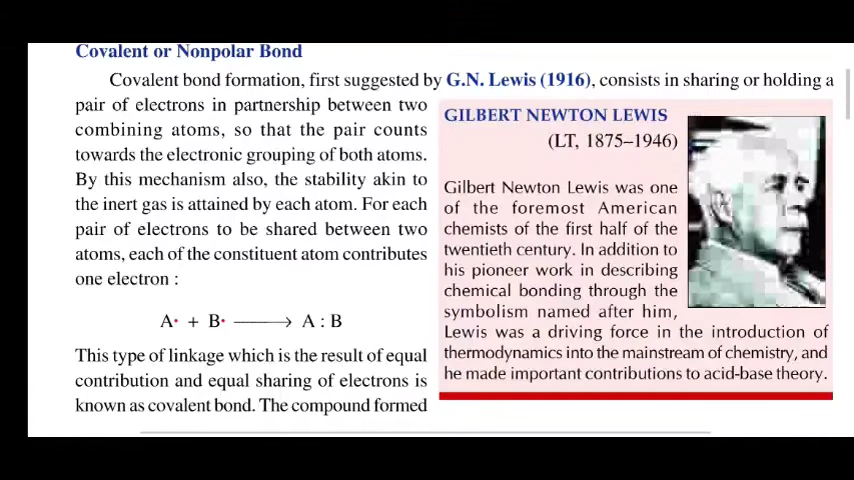 Covalent or Nonpolar Bond
Covalent bond formation, first suggested by G.N. Lewis (1916), consists in sharing or holding a
pair of electrons in partnership between two
combining atoms, so that the pair counts
towards the electronic grouping of both atoms.
By this mechanism also, the stability akin to
the inert gas is attained by each atom. For each
pair of electrons to be shared between two
atoms, each of the constituent atom contributes
one electron :
A· + B· ⟶ A : B
This type of linkage which is the result of equal
contribution and equal sharing of electrons is
known as covalent bond. The compound formed
GILBERT NEWTON LEWIS
(LT, 1875–1946)
Gilbert Newton Lewis was one
of the foremost American
chemists of the first half of the
twentieth century. In addition to
his pioneer work in describing
chemical bonding through the
symbolism named after him,
Lewis was a driving force in the introduction of
thermodynamics into the mainstream of chemistry, and
he made important contributions to acid-base theory.